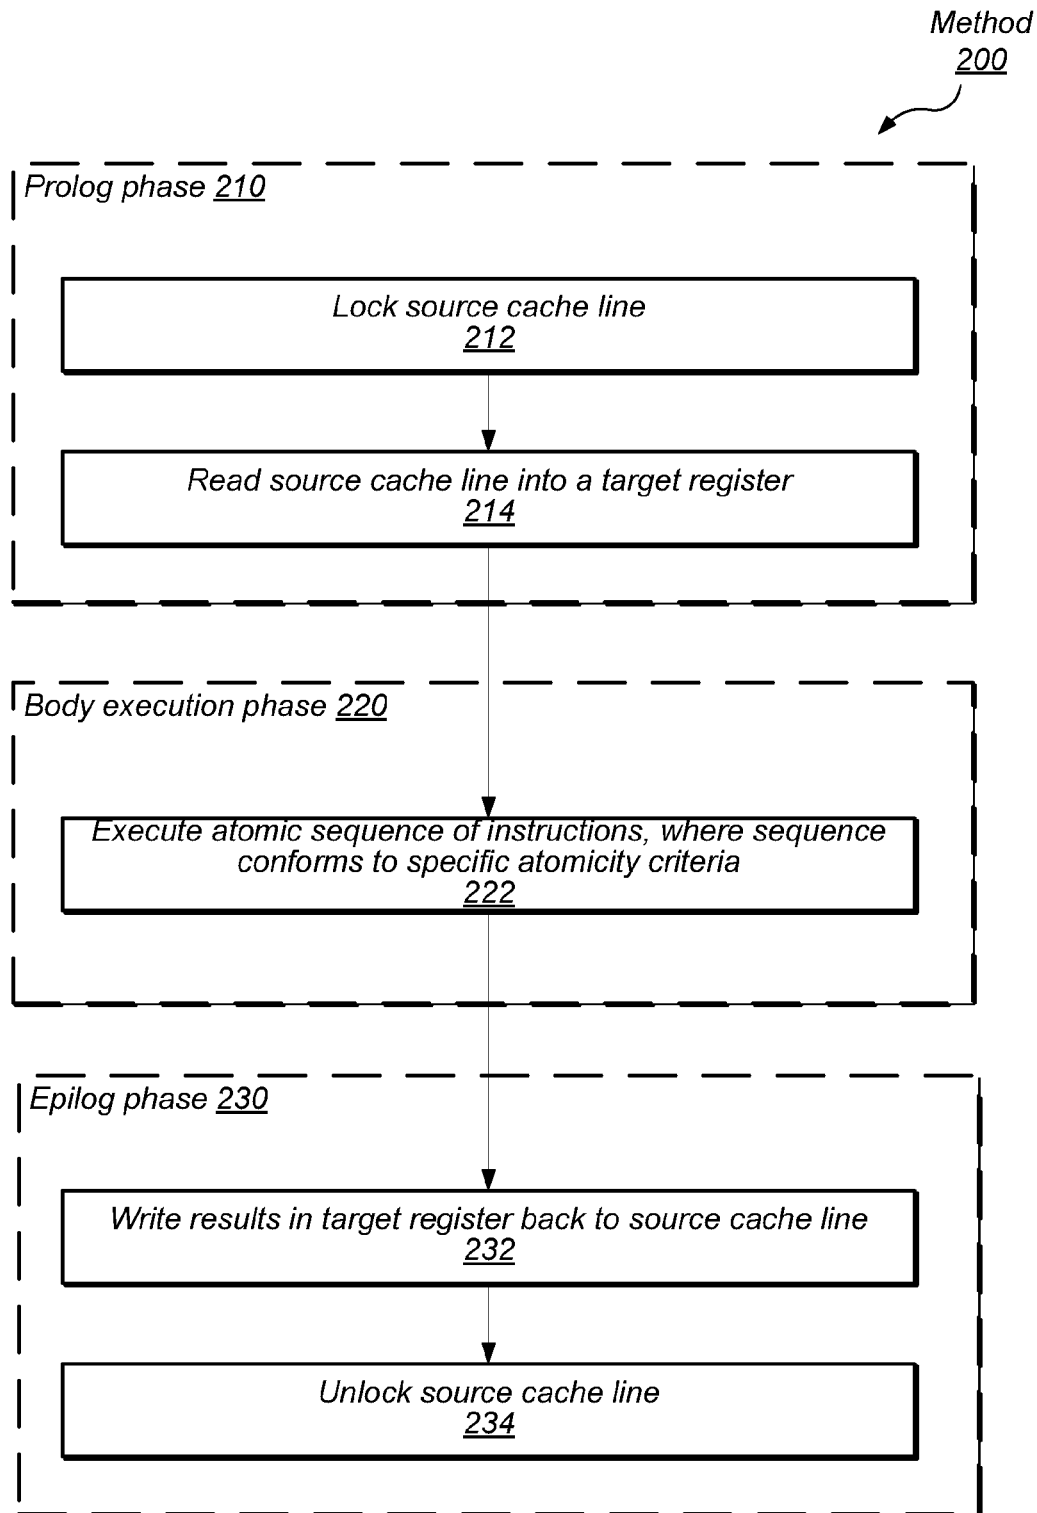 Method
200
Prolog phase 210
Lock source cache line
212
Read source cache line into a target register
214
Body execution phase 220
Execute atomic sequence of instructions, where sequence
conforms to specific atomicity criteria
222
Epilog phase 230
Write results in target register back to source cache line
232
Unlock source cache line
234